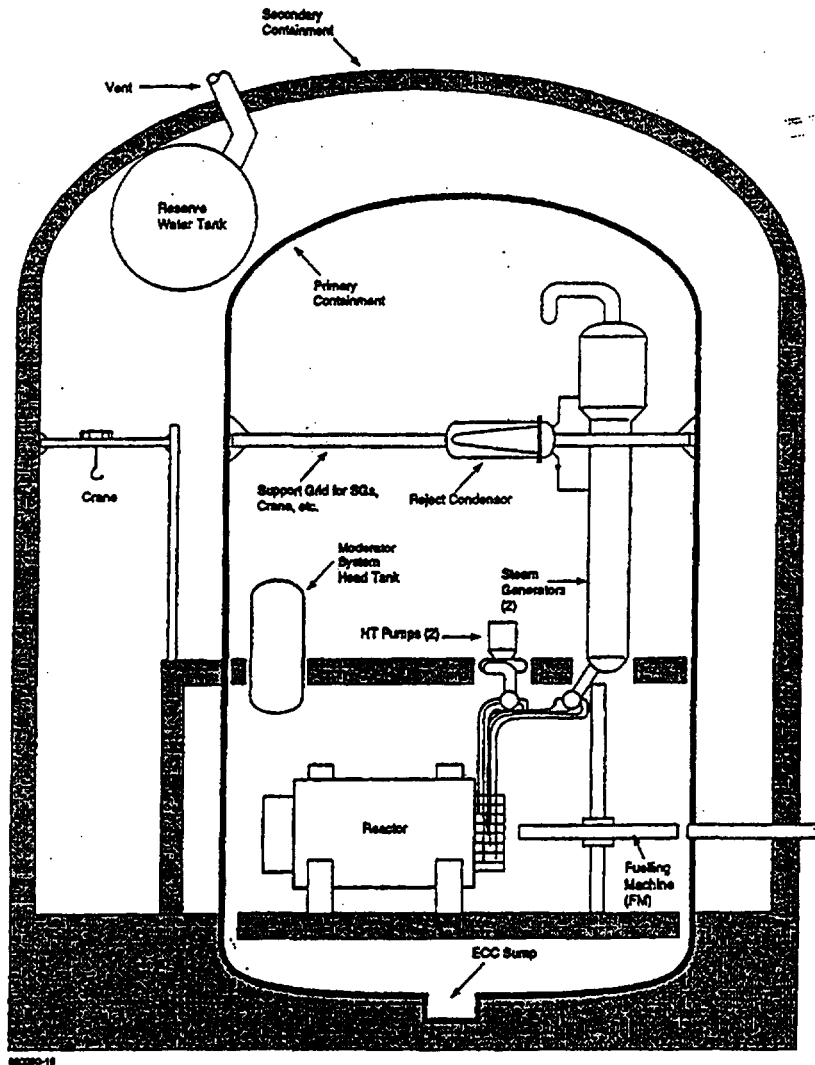 Secondary
Containment
Vent
Reserve
Water Tank
Primary
Containment
Crane
Support Grid for SGs,
Crane, etc.
Reject Condensor
Moderator
System
Head Tank
Steam
Generators
(2)
HT Pumps (2)
Reactor
Fuelling
Machine
(FM)
ECC Sump